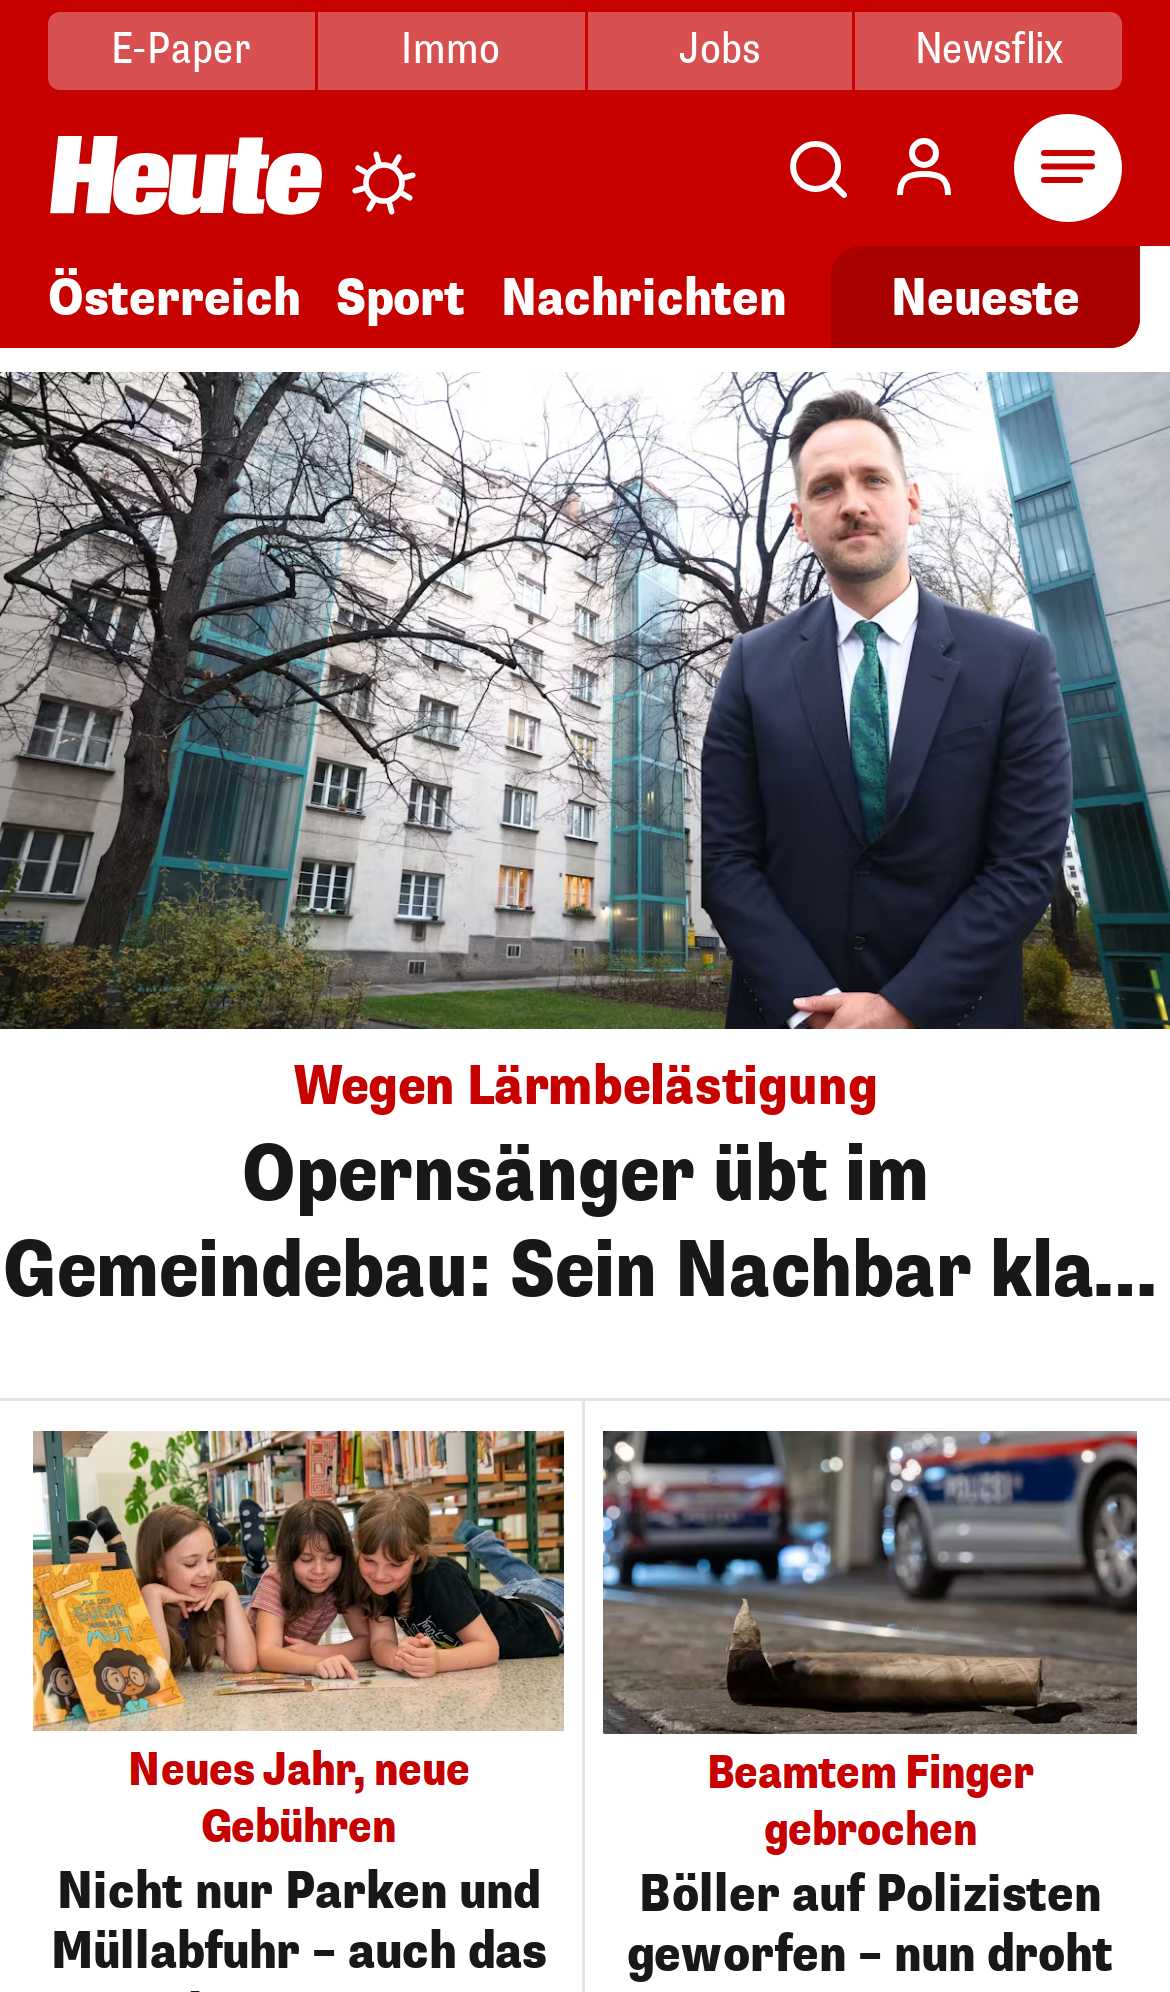 E-Paper
Immo
Jobs
Newsflix
Heute
Österreich
Sport
Nachrichten
Neueste
Wegen Lärmbelästigung
Opernsänger übt im
Gemeindebau: Sein Nachbar kla...
MUT
Neues Jahr, neue
Gebühren
Nicht nur Parken und
Müllabfuhr – auch das
POLIZEI
Beamtem Finger
gebrochen
Böller auf Polizisten
geworfen – nun droht